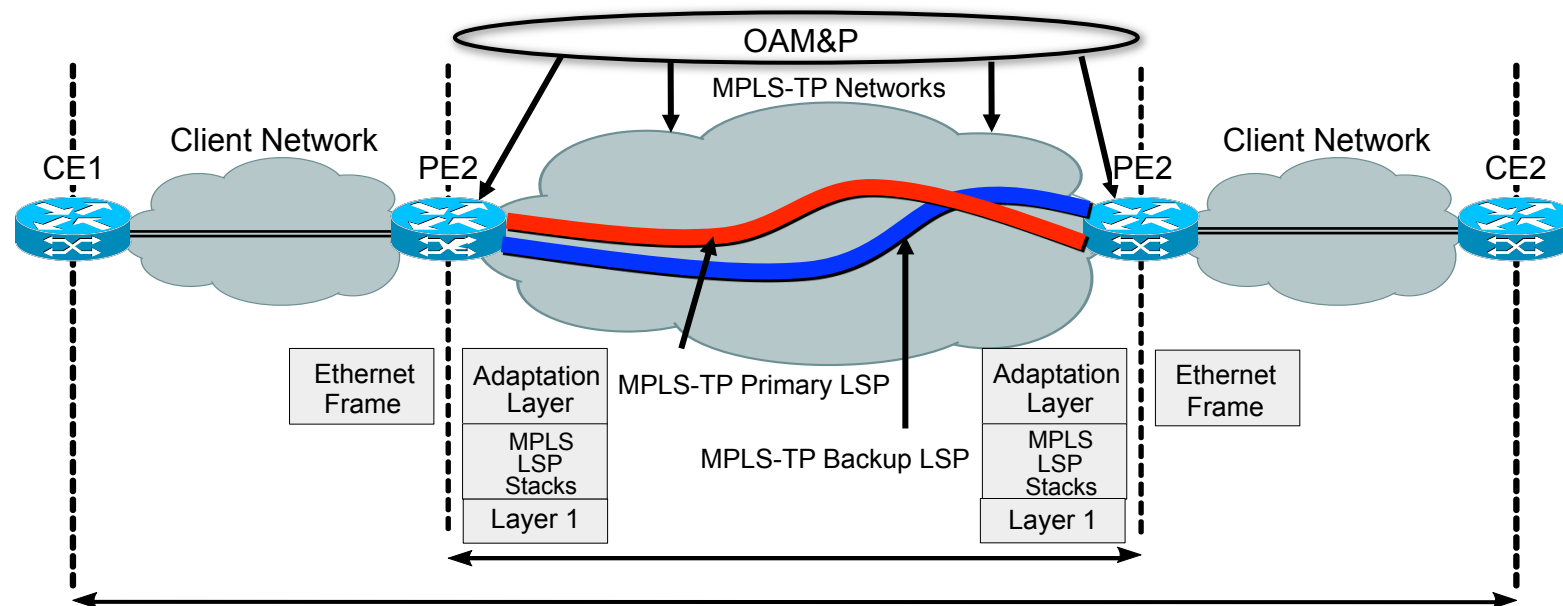 OAM&P
MPLS-TP Networks
Client Network
Client Network
CE1
PE2
PE2
CE2
Ethernet
Frame
Adaptation
Layer
MPLS
LSP
Stacks
Layer 1
MPLS-TP Primary LSP
MPLS-TP Backup LSP
Adaptation
Layer
MPLS
LSP
Stacks
Layer 1
Ethernet
Frame